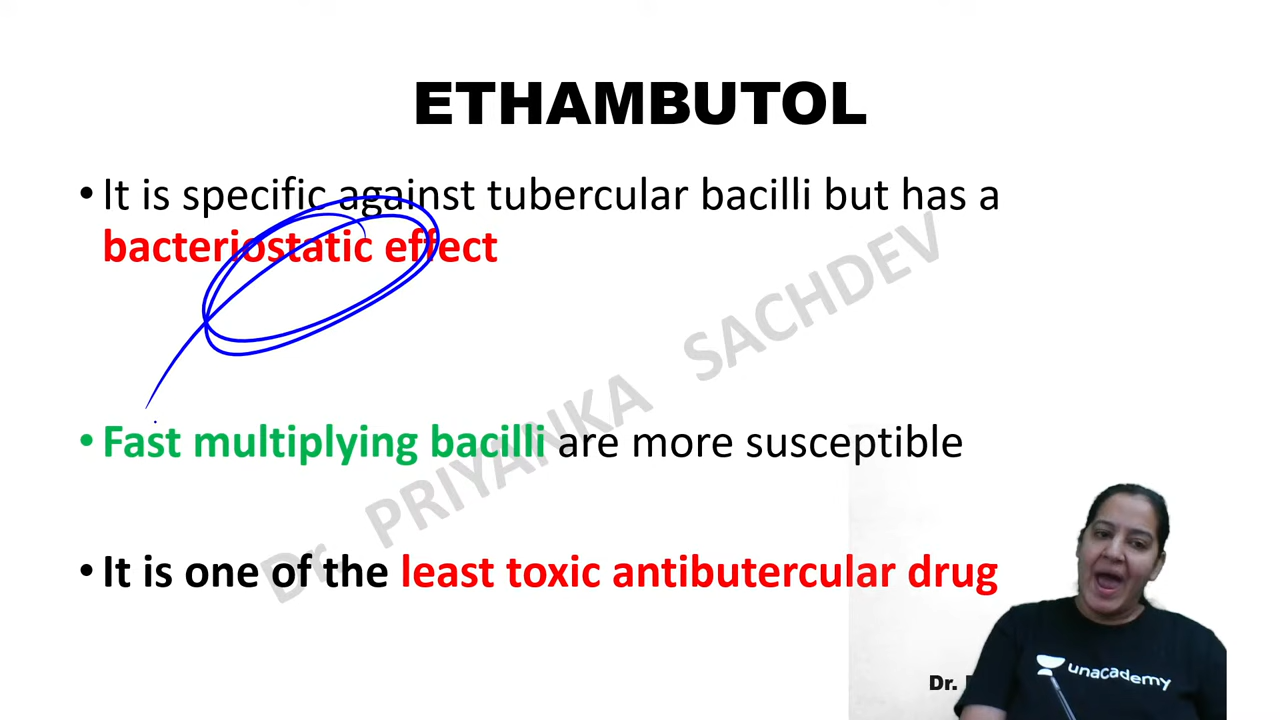 ETHAMBUTOL
• It is specific against tubercular bacilli but has a
bacteriostatic effect
• Fast multiplying bacilli are more susceptible
• It is one of the least toxic antibutercular drug
Dr. PRIYANKA SACHDEV
Dr.
unacademy